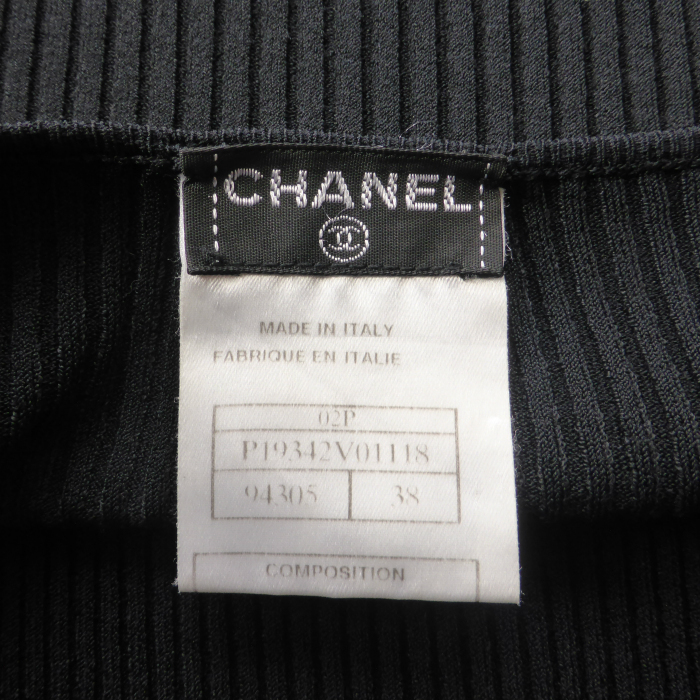 CHANEL
MADE IN ITALY
FABRIQUE EN ITALIE
02P
P19342V01118
94305 38
COMPOSITION